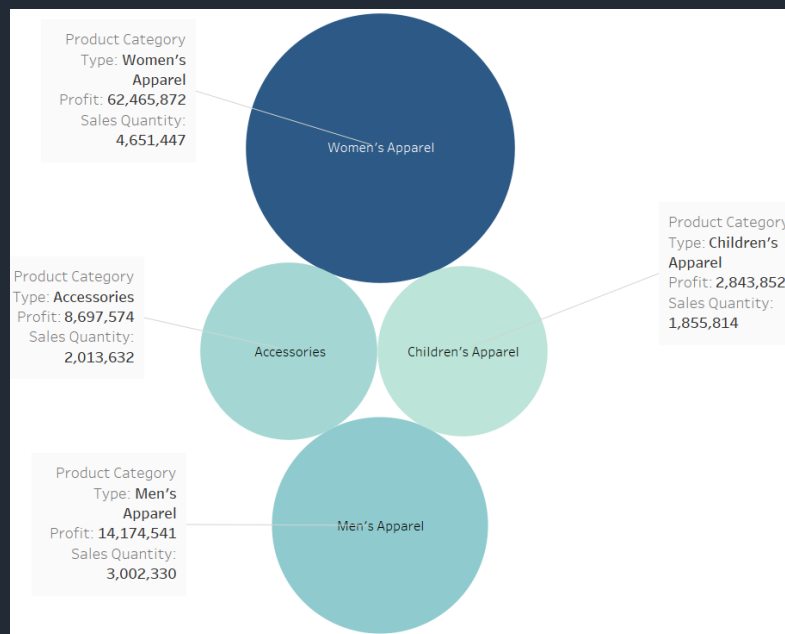 Product Category
Type: Women's
Apparel
Profit: 62,465,872
Sales Quantity:
4,651,447
Women's Apparel
Product Category
Type: Children's
Apparel
Profit: 2,843,852
Sales Quantity:
1,855,814
Product Category
Type: Accessories
Profit: 8,697,574
Sales Quantity:
2,013,632
Accessories
Children's Apparel
Product Category
Type: Men's
Apparel
Profit: 14,174,541
Sales Quantity:
3,002,330
Men's Apparel